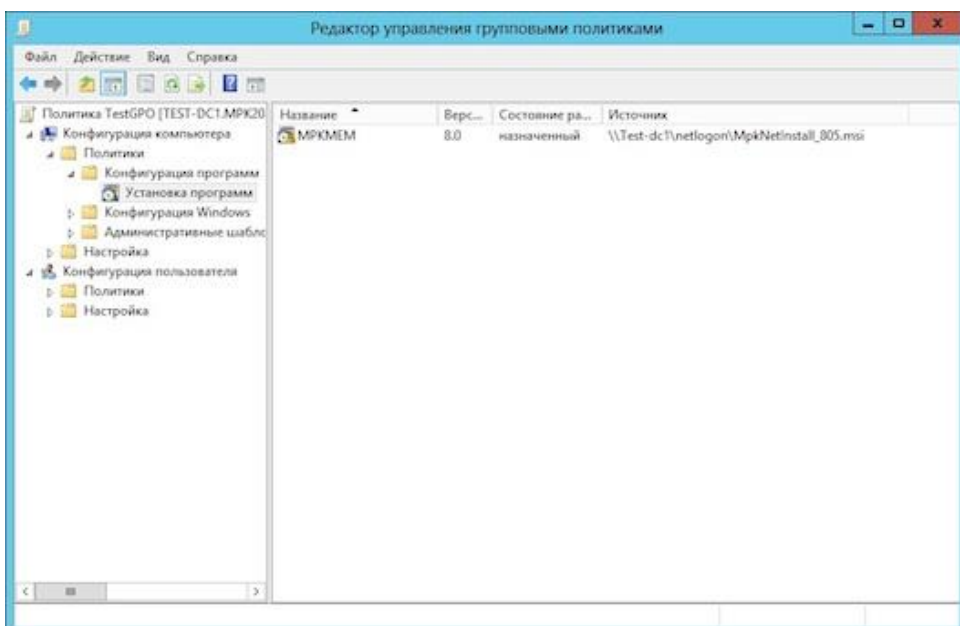 Редактор управления групповыми политиками
Файл Действие Вид Справка
Политика TestGPO [TEST-DC1.MPK20
Конфигурация компьютера
Политики
Конфигурация программ
Установка программ
Конфигурация Windows
Административные шабло
Настройка
Конфигурация пользователя
Политики
Настройка
Название Верс... Состояние ра... Источник
MPKMEM 8.0 назначенный \\Test-dc1\netlogon\MpkNetInstall_805.msi